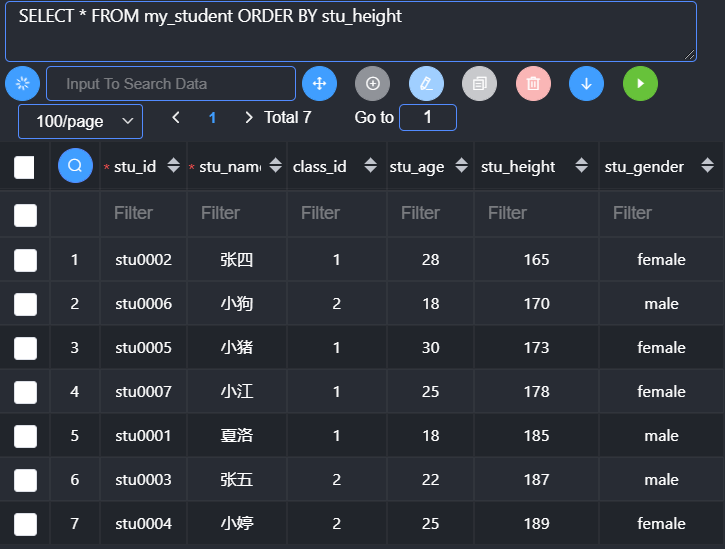 SELECT * FROM my_student ORDER BY stu_height
Input To Search Data
100/page 1 Total 7 Go to 1
* stu_id * stu_name class_id stu_age stu_height stu_gender
Filter Filter Filter Filter Filter Filter
1 stu0002 张四 1 28 165 female
2 stu0006 小狗 2 18 170 male
3 stu0005 小猪 1 30 173 female
4 stu0007 小江 1 25 178 female
5 stu0001 夏洛 1 18 185 male
6 stu0003 张五 2 22 187 male
7 stu0004 小婷 2 25 189 female